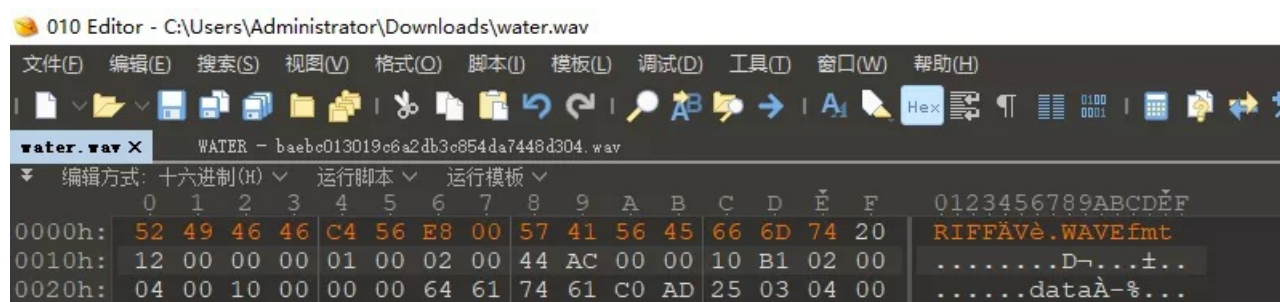 010 Editor - C:\Users\Administrator\Downloads\water.wav
文件(F) 编辑(E) 搜索(S) 视图(V) 格式(O) 脚本(I) 模板(L) 调试(D) 工具(T) 窗口(W) 帮助(H)
Hex
water.wav × WATER - baebc013019c6a2db3c854da7448d304.wav
编辑方式: 十六进制(H) 运行脚本 运行模板
0 1 2 3 4 5 6 7 8 9 A B C D E F 0123456789ABCDEF
0000h: 52 49 46 46 C4 56 E8 00 57 41 56 45 66 6D 74 20 RIFFÄVè.WAVEfmt
0010h: 12 00 00 00 01 00 02 00 44 AC 00 00 10 B1 02 00 ........D¬...±..
0020h: 04 00 10 00 00 00 64 61 74 61 C0 AD 25 03 04 00 ......dataÀ-%...